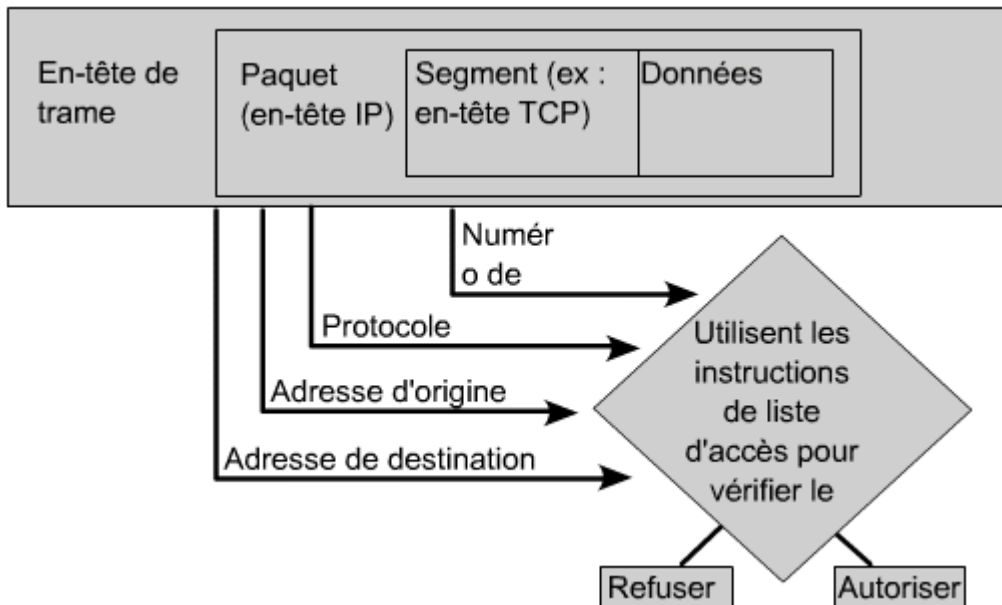 En-tête de
trame
Paquet
(en-tête IP)
Segment (ex :
en-tête TCP)
Données
Numér
o de
Protocole
Adresse d'origine
Adresse de destination
Utilisent les
instructions
de liste
d'accès pour
vérifier le
Refuser
Autoriser